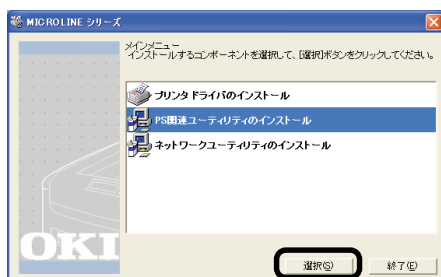 MICROLINE シリーズ
メインメニュー
インストールするコンポーネントを選択して、[選択]ボタンをクリックしてください。
プリンタドライバのインストール
PS関連ユーティリティのインストール
ネットワークユーティリティのインストール
OKI
選択(S)
終了(E)